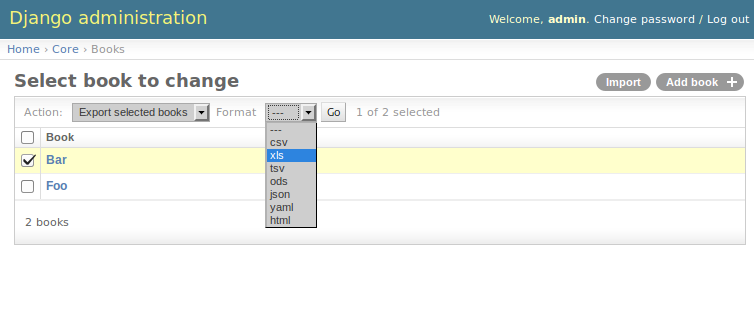 Django administration
Welcome, admin. Change password / Log out
Home › Core › Books
Select book to change
Import
Add book +
Action: Export selected books Format --- Go 1 of 2 selected
---
csv
xls
tsv
ods
json
yaml
html
Book
Bar
Foo
2 books